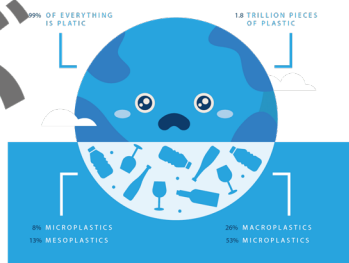 99% OF EVERYTHING
IS PLATIC
1.8 TRILLION PIECES
OF PLASTIC
8% MICROPLASTICS
13% MESOPLASTICS
26% MACROPLASTICS
53% MICROPLASTICS